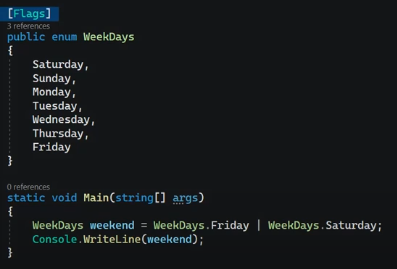 [Flags]
3 references
public enum WeekDays
{
Saturday,
Sunday,
Monday,
Tuesday,
Wednesday,
Thursday,
Friday
}
0 references
static void Main(string[] args)
{
WeekDays weekend = WeekDays.Friday | WeekDays.Saturday;
Console.WriteLine(weekend);
}